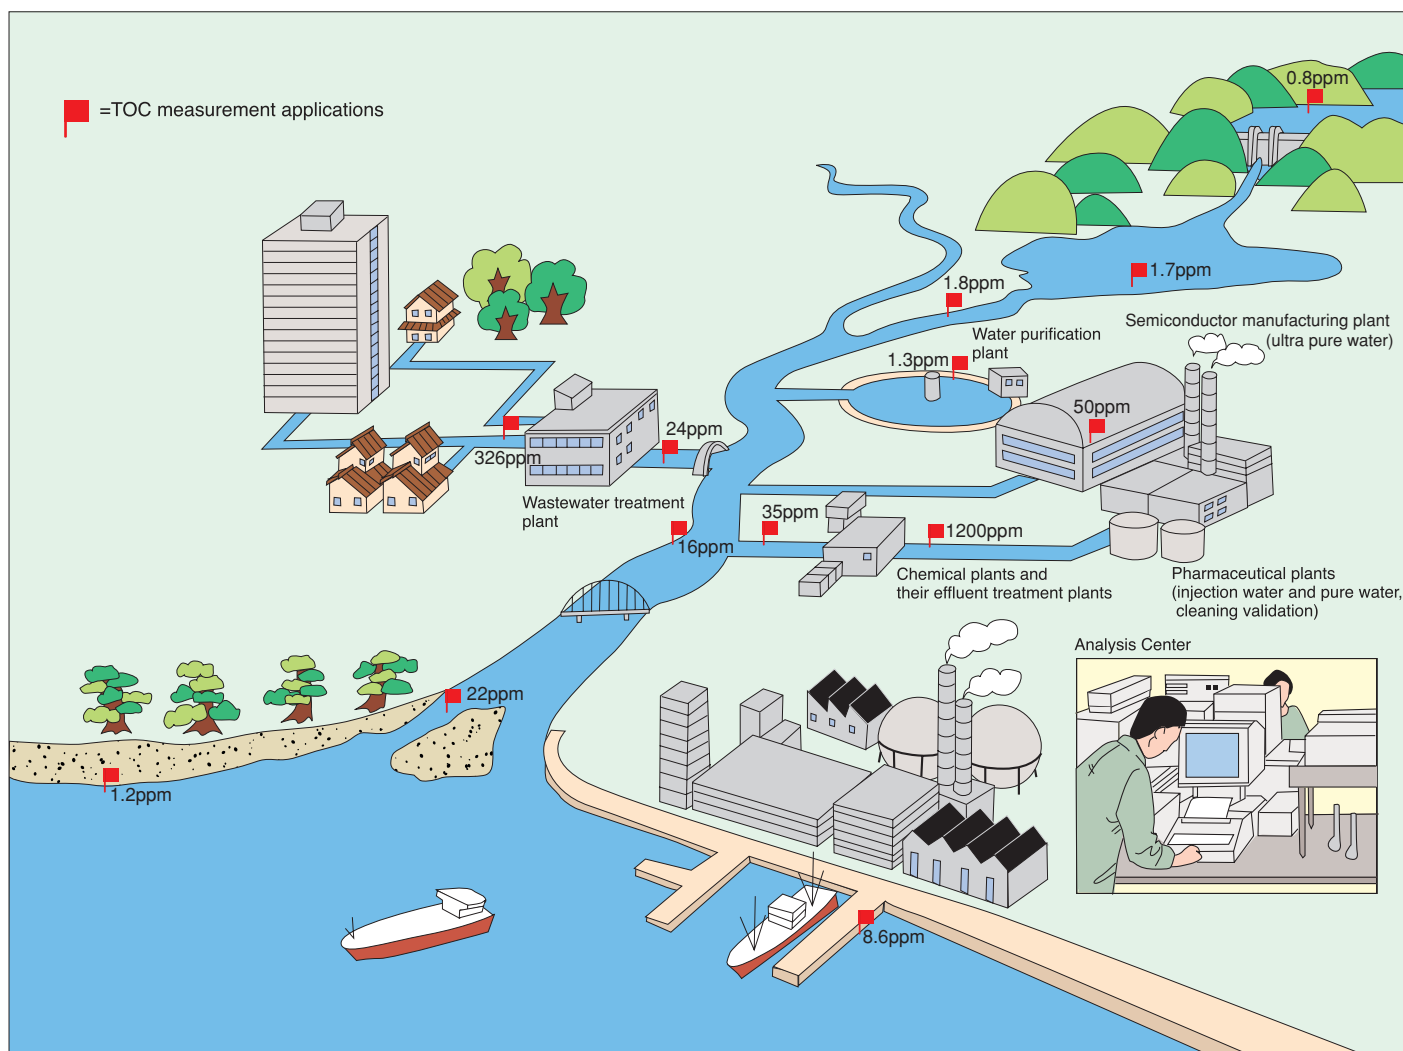 0.8ppm
=TOC measurement applications
1.7ppm
1.8ppm
Semiconductor manufacturing plant
(ultra pure water)
Water purification
plant
1.3ppm
50ppm
24ppm
326ppm
Wastewater treatment
plant
35ppm
16ppm
1200ppm
Chemical plants and
their effluent treatment plants
Pharmaceutical plants
(injection water and pure water,
cleaning validation)
Analysis Center
22ppm
1.2ppm
8.6ppm